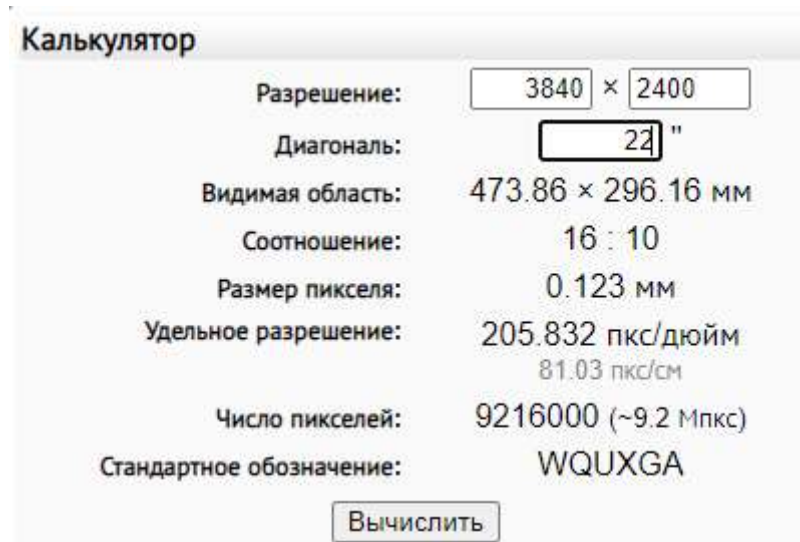 Калькулятор
Разрешение: 3840 × 2400
Диагональ: 22 "
Видимая область: 473.86 × 296.16 мм
Соотношение: 16 : 10
Размер пикселя: 0.123 мм
Удельное разрешение: 205.832 пкс/дюйм
81.03 пкс/см
Число пикселей: 9216000 (~9.2 Мпкс)
Стандартное обозначение: WQUXGA
Вычислить